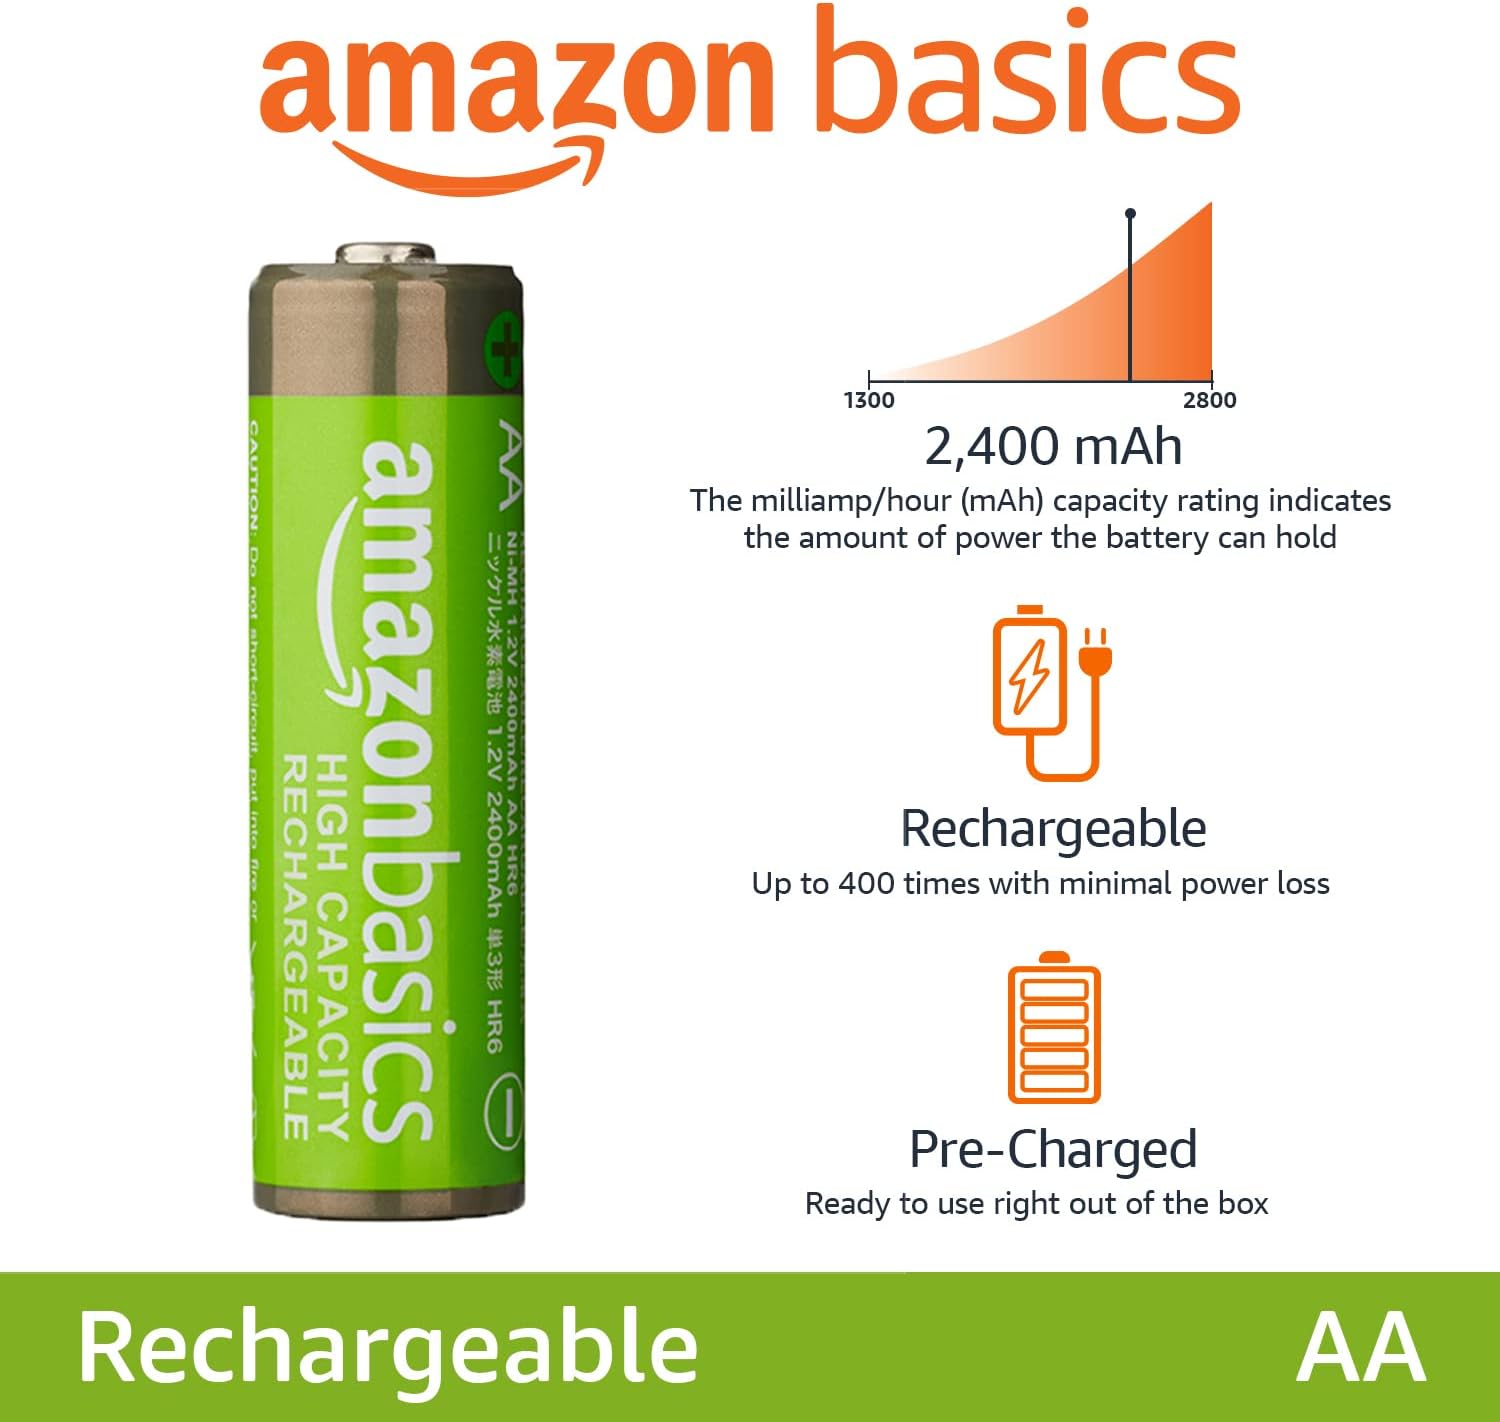 amazon basics
1300
2800
2,400 mAh
The milliamp/hour (mAh) capacity rating indicates
the amount of power the battery can hold
Rechargeable
Up to 400 times with minimal power loss
Pre-Charged
Ready to use right out of the box
AA
NI-MH 1.2V 2400mAh AA HR6
ニッケル水素電池 1.2V 2400mAh 単3形 HR6
amazonbasics
HIGH CAPACITY
RECHARGEABLE
CAUTION: Do not short-circuit, put into fire or
Rechargeable
AA